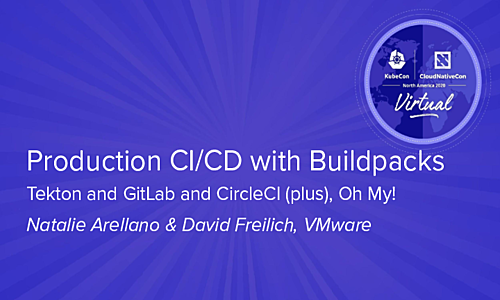 KubeCon CloudNativeCon
North America 2020
Virtual
Production CI/CD with Buildpacks
Tekton and GitLab and CircleCI (plus), Oh My!
Natalie Arellano & David Freilich, VMware